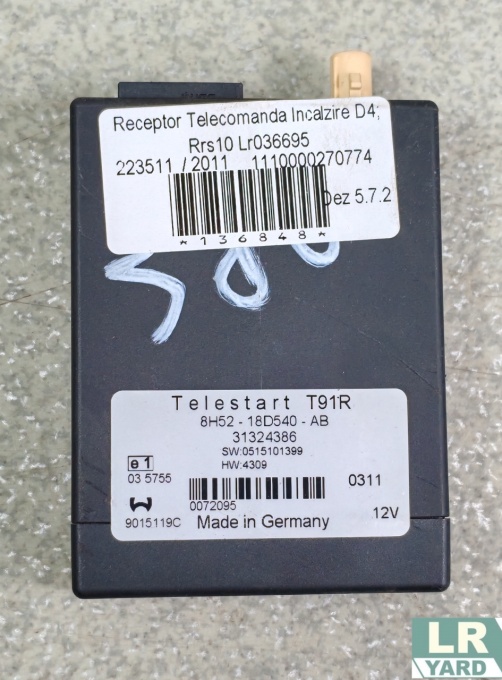 Receptor Telecomanda Incalzire D4;
Rrs10 Lr036695
223511 / 2011 1110000270774
Dez 5.7.2
*136848*
Telestart T91R
8H52 - 18D540 - AB
31324386
SW:0515101399
HW:4309
e1
03 5755
0311
0072095
9015119C
Made in Germany
12V
LR
YARD